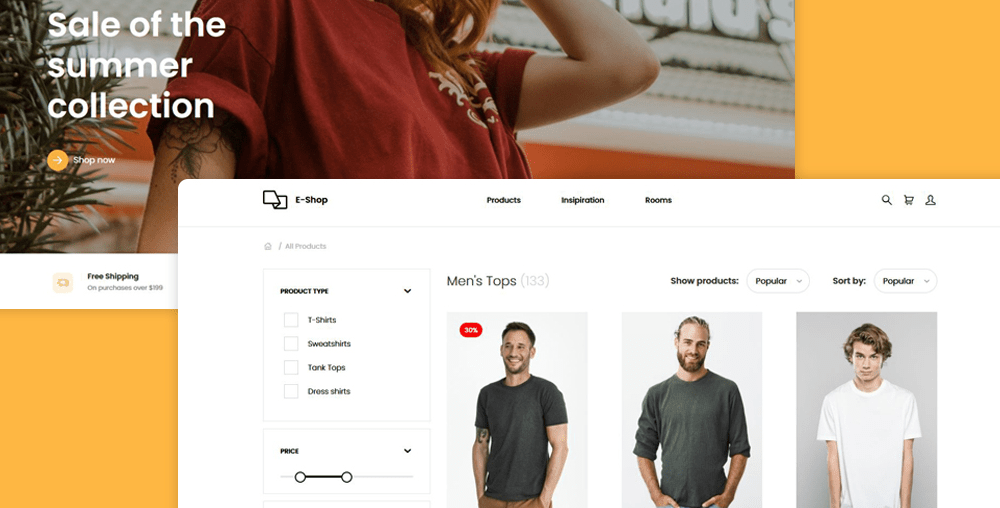 Sale of the
summer
collection
Shop now
Free Shipping
On purchases over $199
E-Shop
Products
Insipiration
Rooms
/ All Products
PRODUCT TYPE
T-Shirts
Sweatshirts
Tank Tops
Dress shirts
PRICE
Men's Tops (133)
Show products: Popular
Sort by: Popular
30%